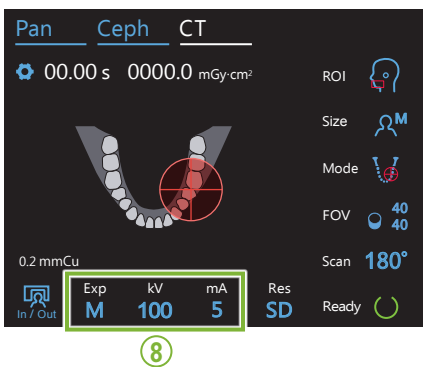 Pan Ceph CT
00.00 s 0000.0 mGy·cm²
ROI
Size M
Mode
FOV 40 40
0.2 mmCu
Scan 180°
Exp kV mA Res
In / Out M 100 5 SD
Ready
8